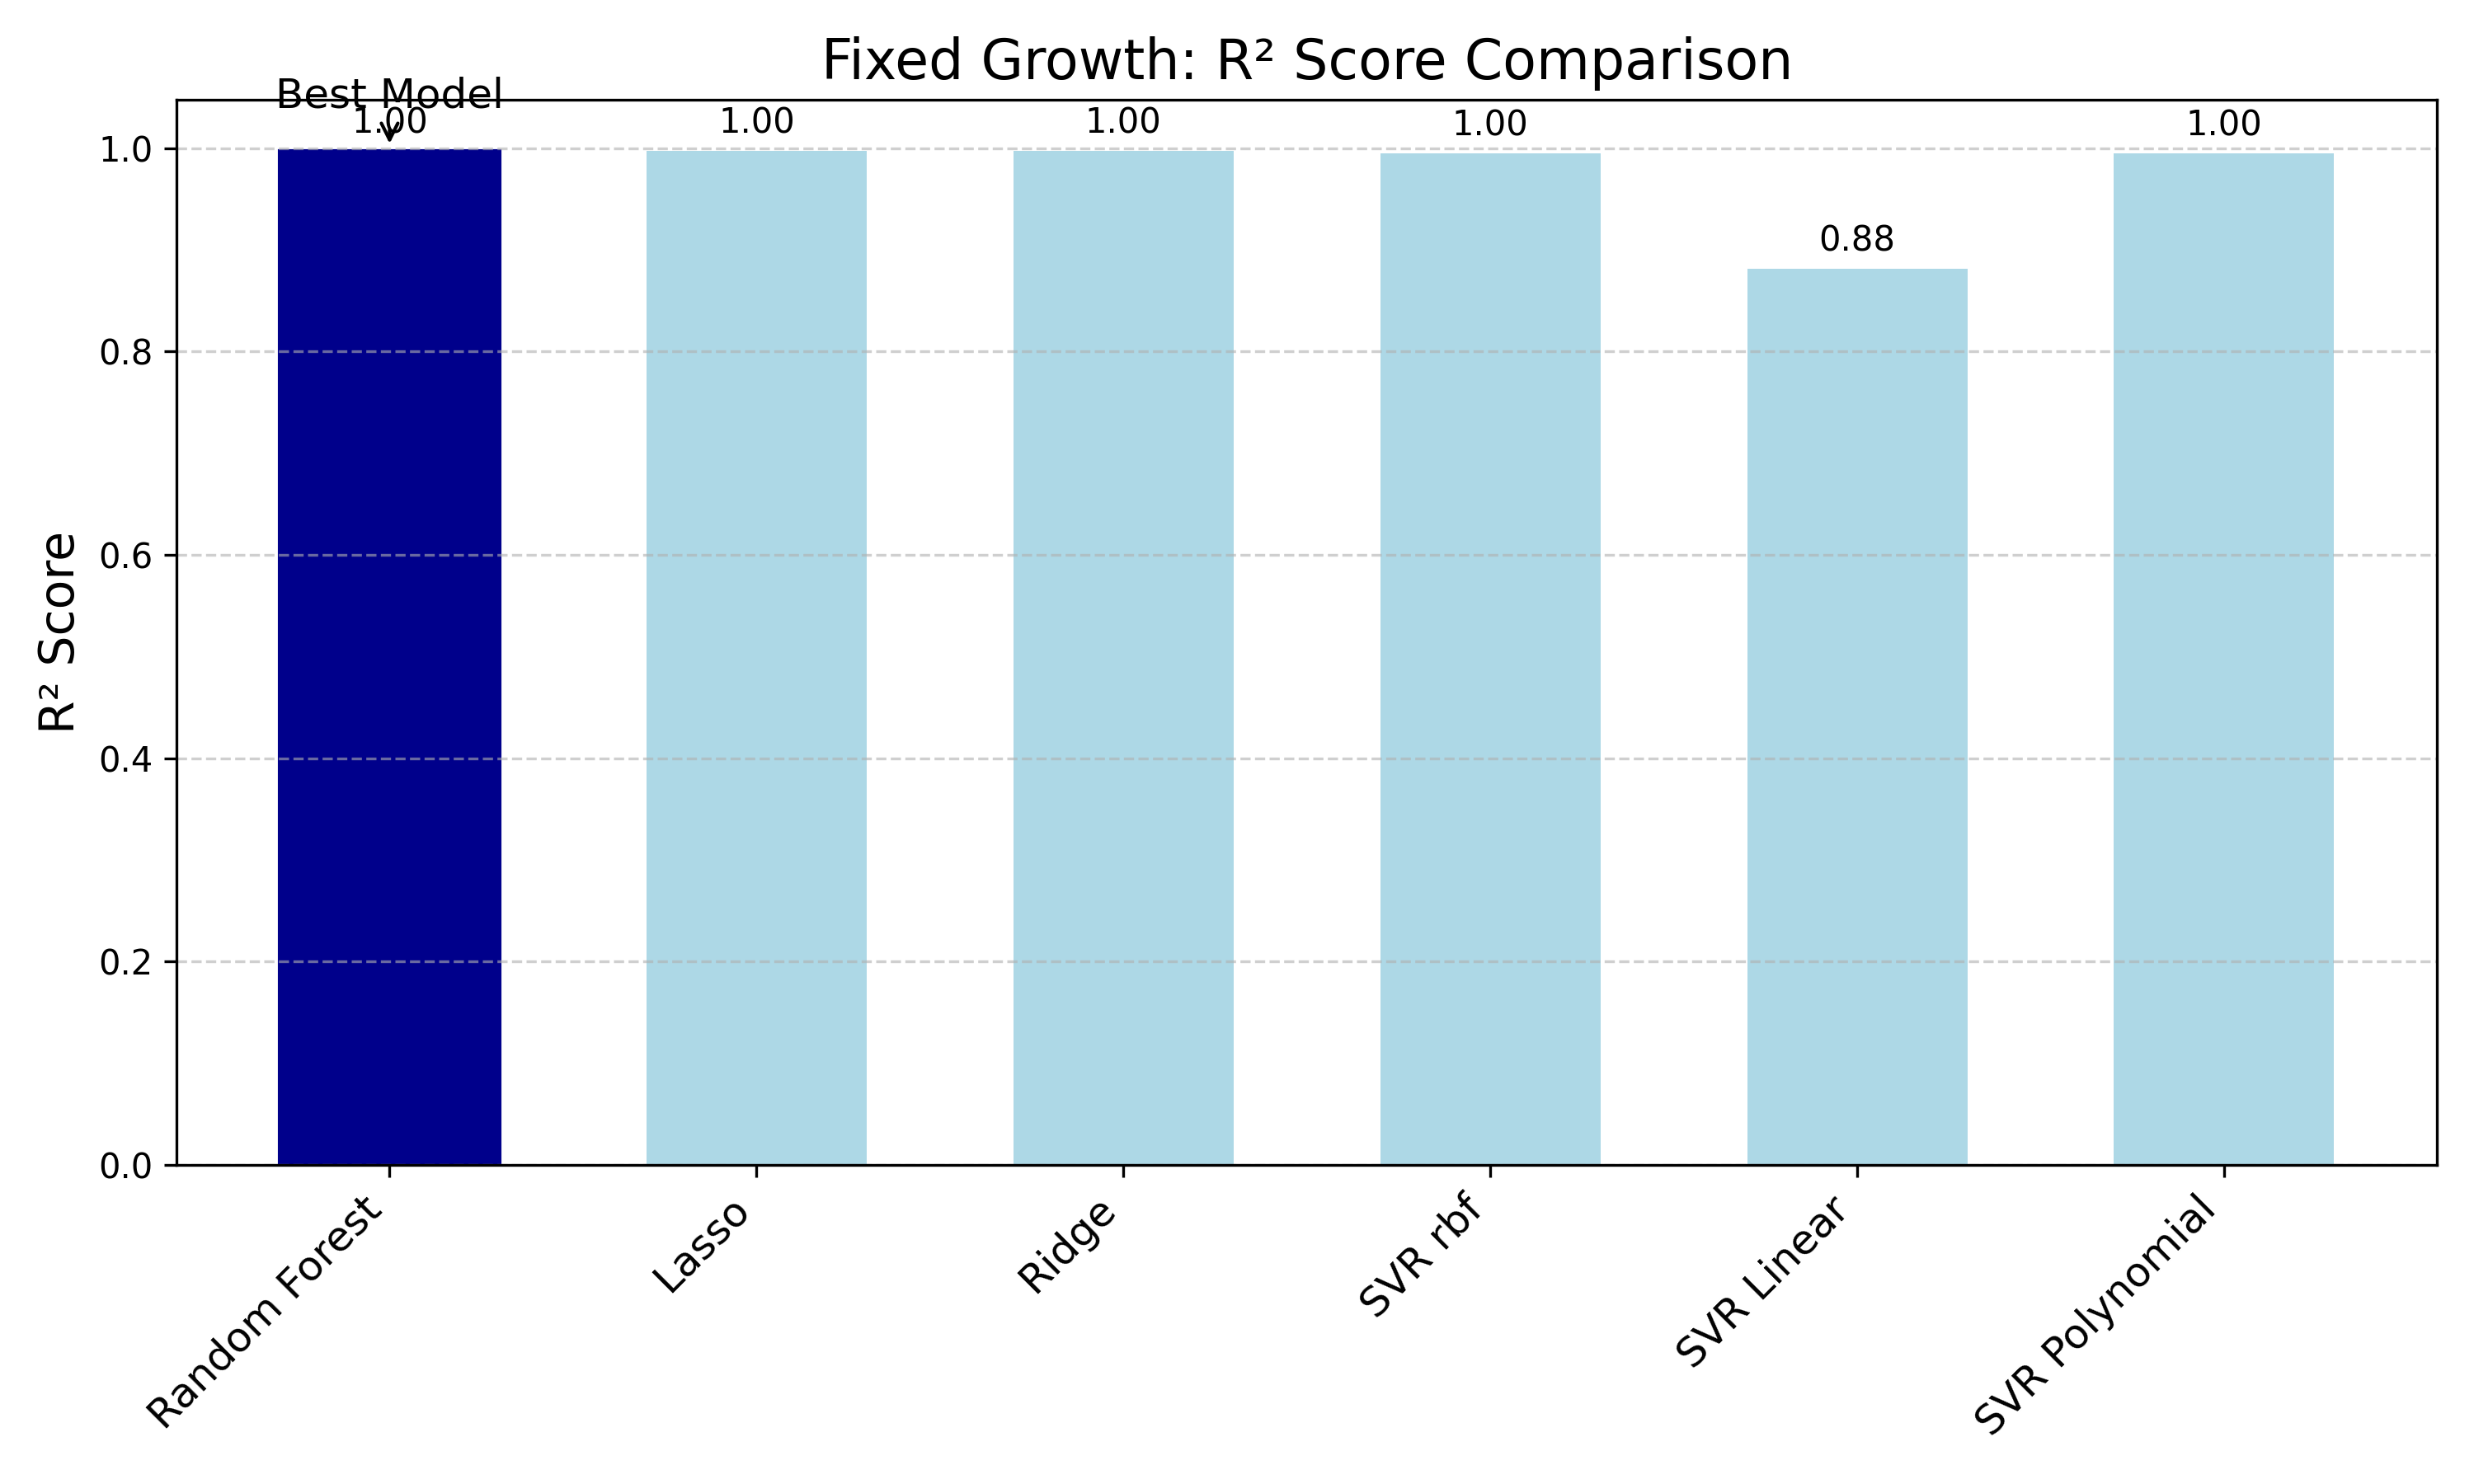 Fixed Growth: R² Score Comparison
Best Model
1.00
1.00
1.00
1.00
0.88
1.00
R² Score
1.0
0.8
0.6
0.4
0.2
0.0
Random Forest
Lasso
Ridge
SVR rbf
SVR Linear
SVR Polynomial